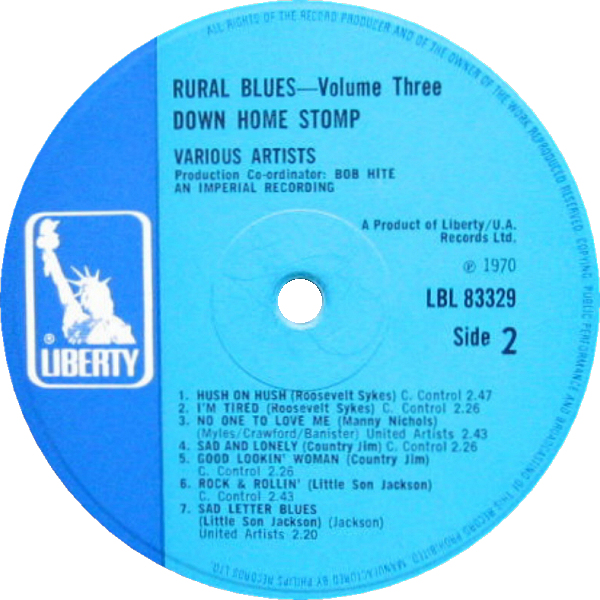 ALL RIGHTS OF THE RECORD PRODUCER AND OF THE OWNER OF THE WORK REPRODUCED RESERVED. COPYING, PUBLIC PERFORMANCE AND BROADCASTING OF THIS RECORD PROHIBITED. MANUFACTURED BY PHILIPS RECORDS LTD.
RURAL BLUES—Volume Three
DOWN HOME STOMP
VARIOUS ARTISTS
Production Co-ordinator: BOB HITE
AN IMPERIAL RECORDING
A Product of Liberty/U.A.
Records Ltd.
℗ 1970
LBL 83329
Side 2
® LIBERTY
1. HUSH ON HUSH (Roosevelt Sykes) C. Control 2.47
2. I'M TIRED (Roosevelt Sykes) C. Control 2.26
3. NO ONE TO LOVE ME (Manny Nichols)
(Myles/Crawford/Banister) United Artists 2.43
4. SAD AND LONELY (Country Jim) C. Control 2.26
5. GOOD LOOKIN' WOMAN (Country Jim)
C. Control 2.26
6. ROCK & ROLLIN' (Little Son Jackson)
C. Control 2.43
7. SAD LETTER BLUES
(Little Son Jackson) (Jackson)
United Artists 2.20